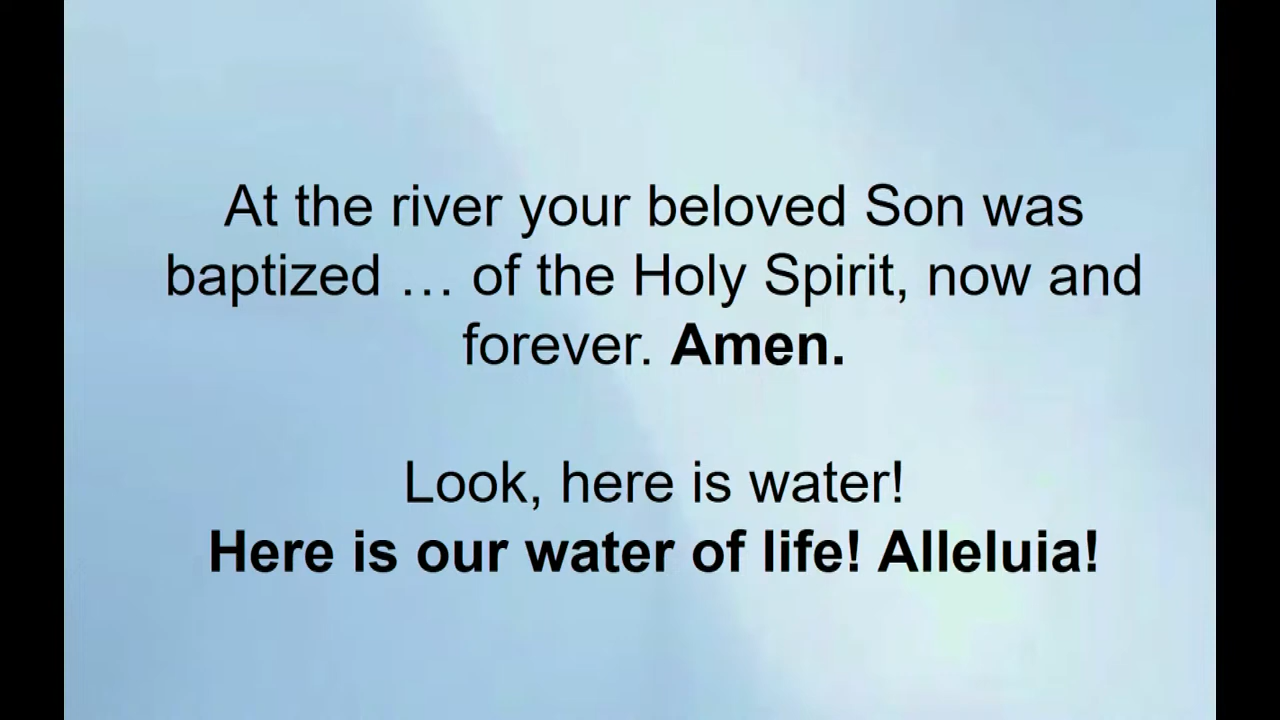 At the river your beloved Son was
baptized … of the Holy Spirit, now and
forever. Amen.
Look, here is water!
Here is our water of life! Alleluia!